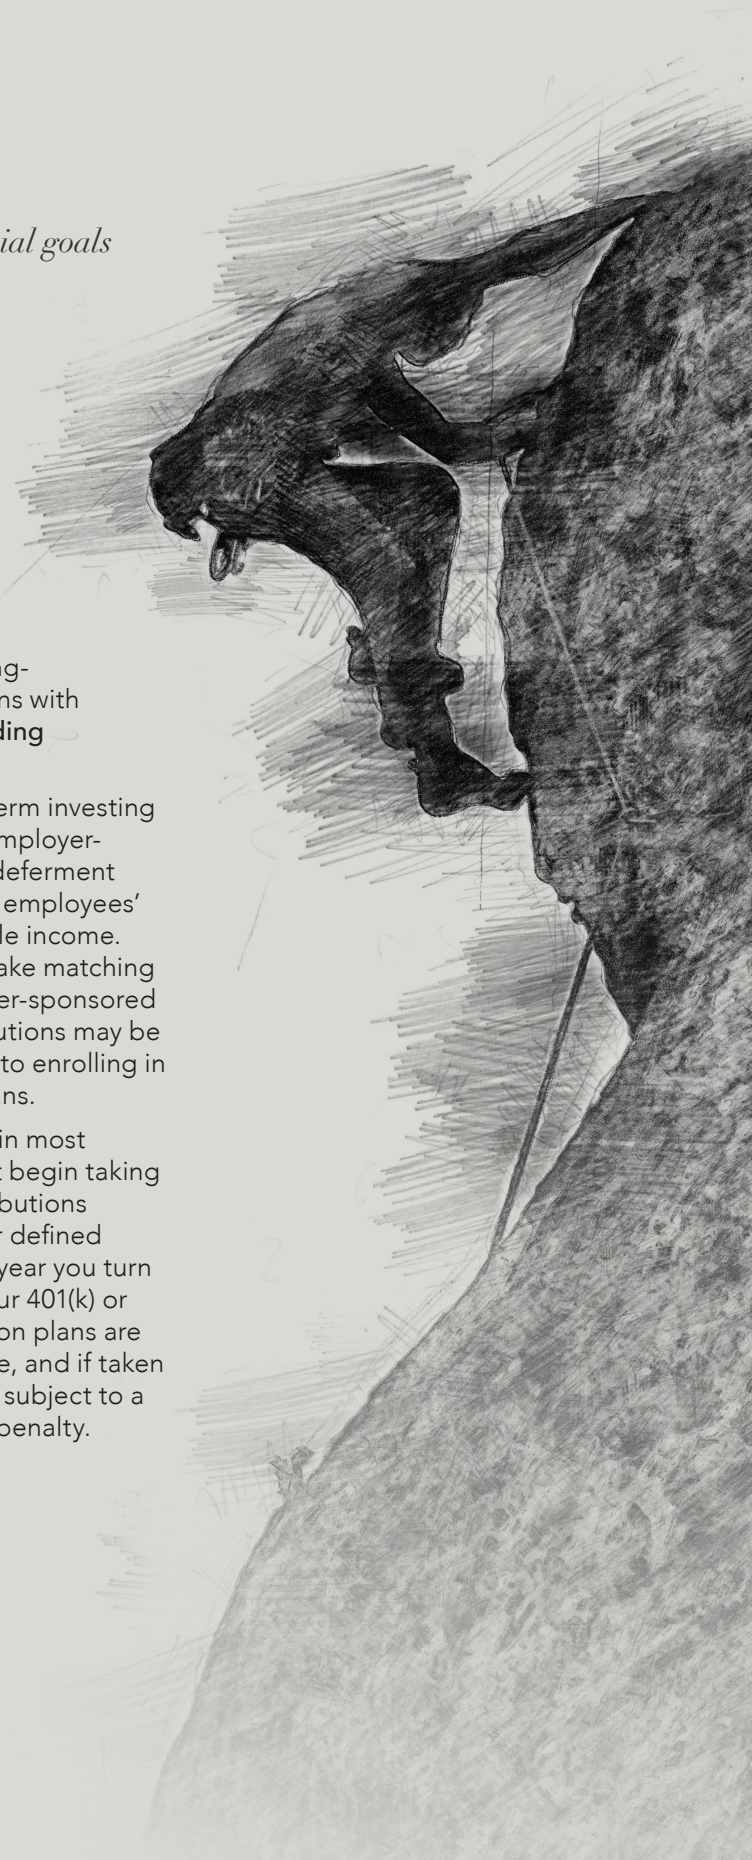 ial goals
ng-
ns with
ding
erm investing
mployer-
deferment
employees’
le income.
ake matching
er-sponsored
utions may be
to enrolling in
ns.
in most
t begin taking
butions
r defined
year you turn
ur 401(k) or
on plans are
e, and if taken
subject to a
penalty.